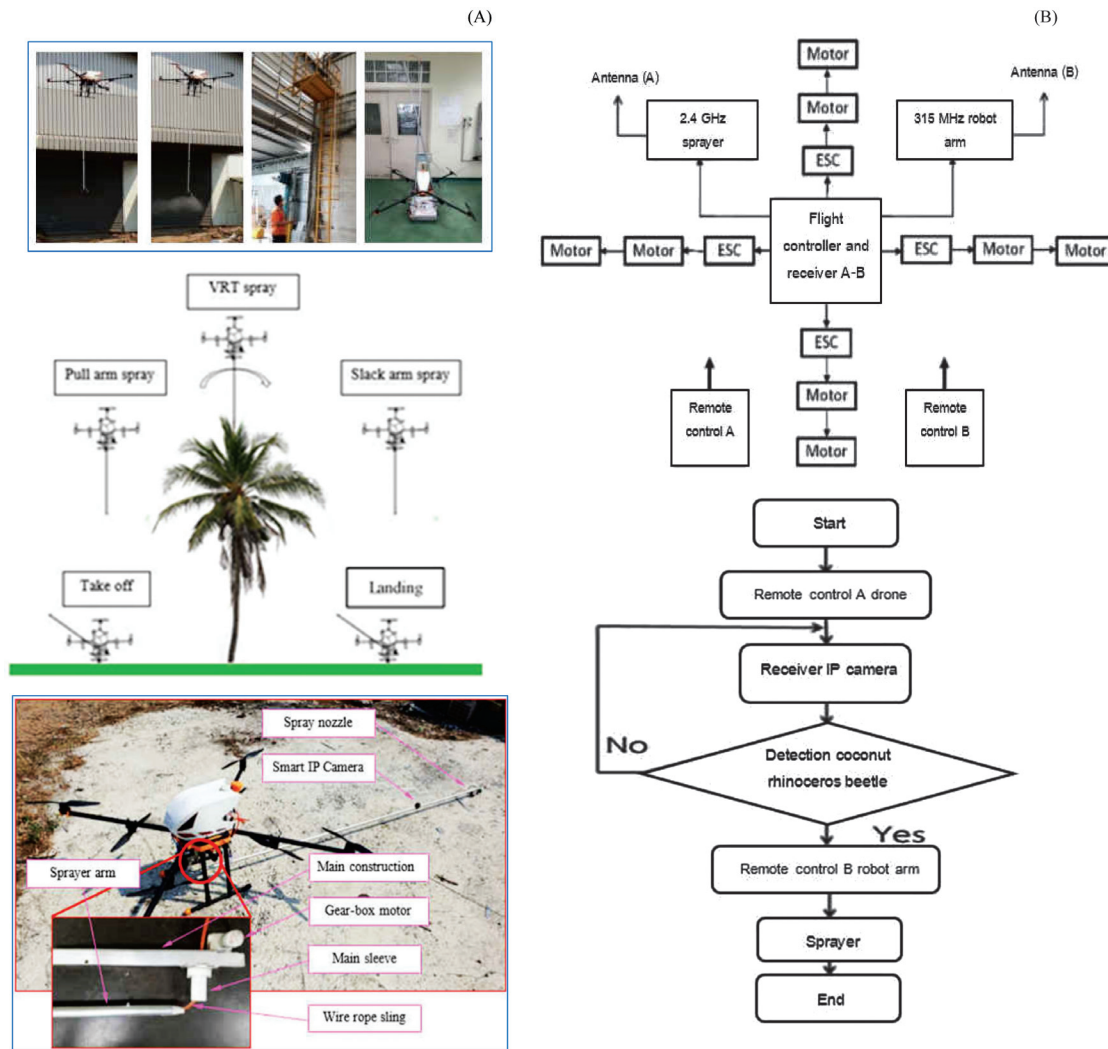 (A)
VRT spray
Pull arm spray
Slack arm spray
Take off
Landing
Spray nozzle
Smart IP Camera
Sprayer arm
Main construction
Gear-box motor
Main sleeve
Wire rope sling
(B)
Motor
Antenna (A)
Antenna (B)
Motor
2.4 GHz
sprayer
315 MHz robot
arm
ESC
Flight
controller and
receiver A-B
Motor
Motor
ESC
ESC
Motor
Motor
ESC
Remote
control A
Motor
Remote
control B
Motor
Start
Remote control A drone
Receiver IP camera
No
Detection coconut
rhinoceros beetle
Yes
Remote control B robot arm
Sprayer
End